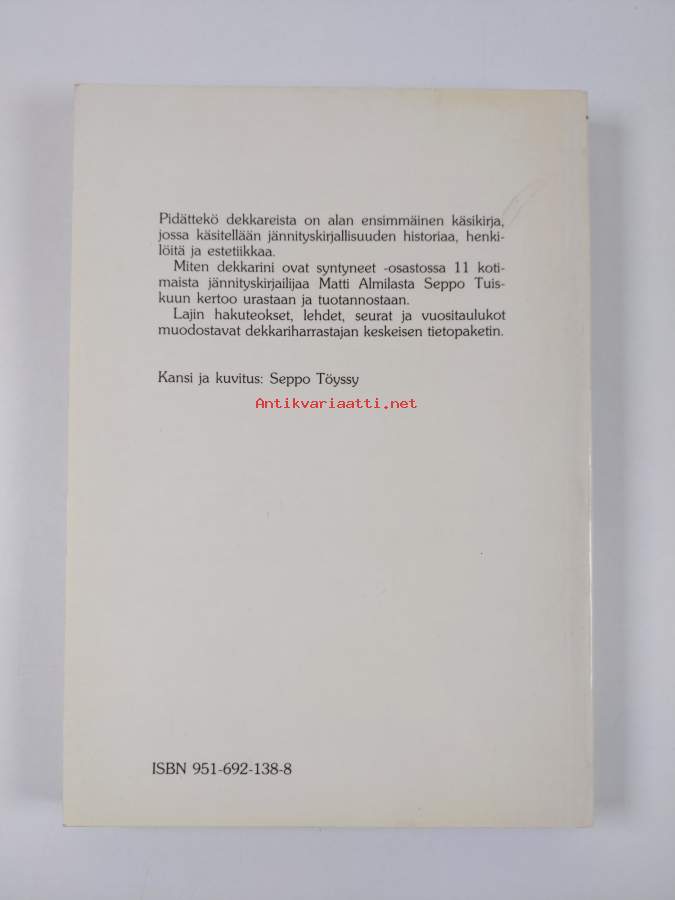 Pidättekö dekkareista on alan ensimmäinen käsikirja,
jossa käsitellään jännityskirjallisuuden historiaa, henki-
löitä ja estetiikkaa.
Miten dekkarini ovat syntyneet -osastossa 11 koti-
maista jännityskirjailijaa Matti Almilasta Seppo Tuis-
kuun kertoo urastaan ja tuotannostaan.
Lajin hakuteokset, lehdet, seurat ja vuositaulukot
muodostavat dekkariharrastajan keskeisen tietopaketin.
Kansi ja kuvitus: Seppo Töyssy
Antikvariaatti.net
ISBN 951-692-138-8